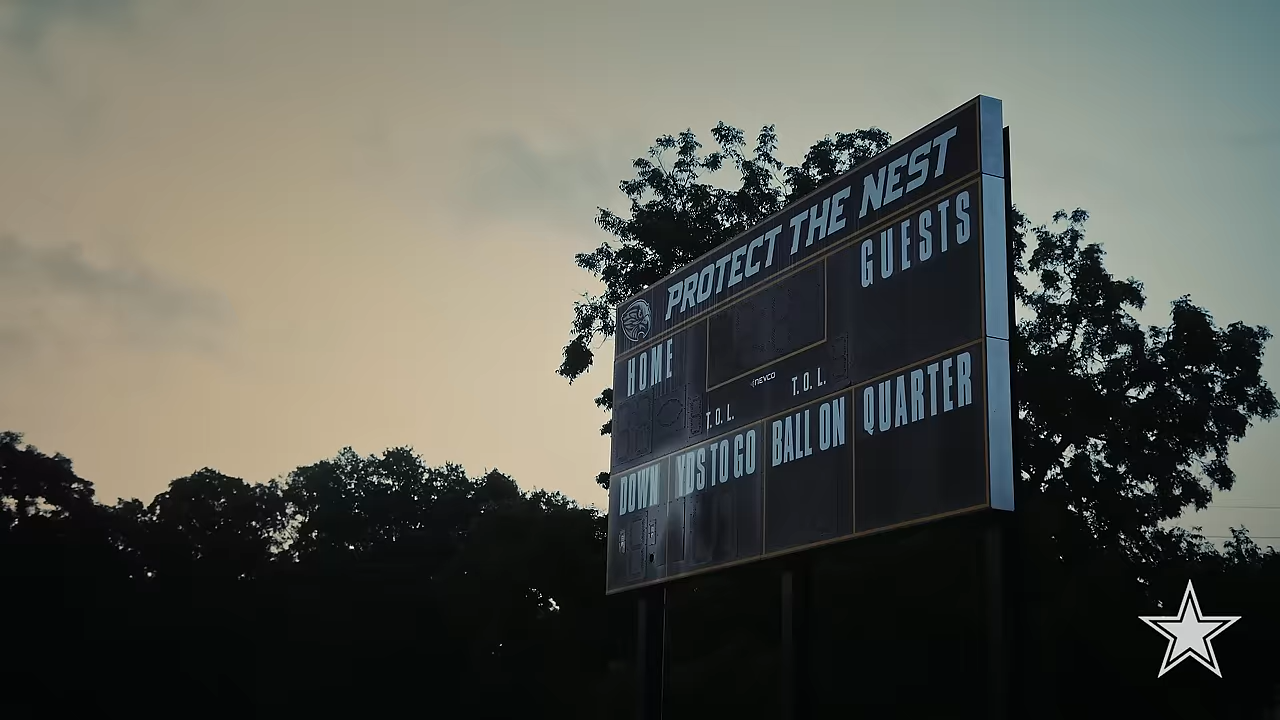 PROTECT THE NEST
GUESTS
HOME
NEVCO
T.O.L.
T.O.L.
DOWN
YDS TO GO
BALL ON
QUARTER